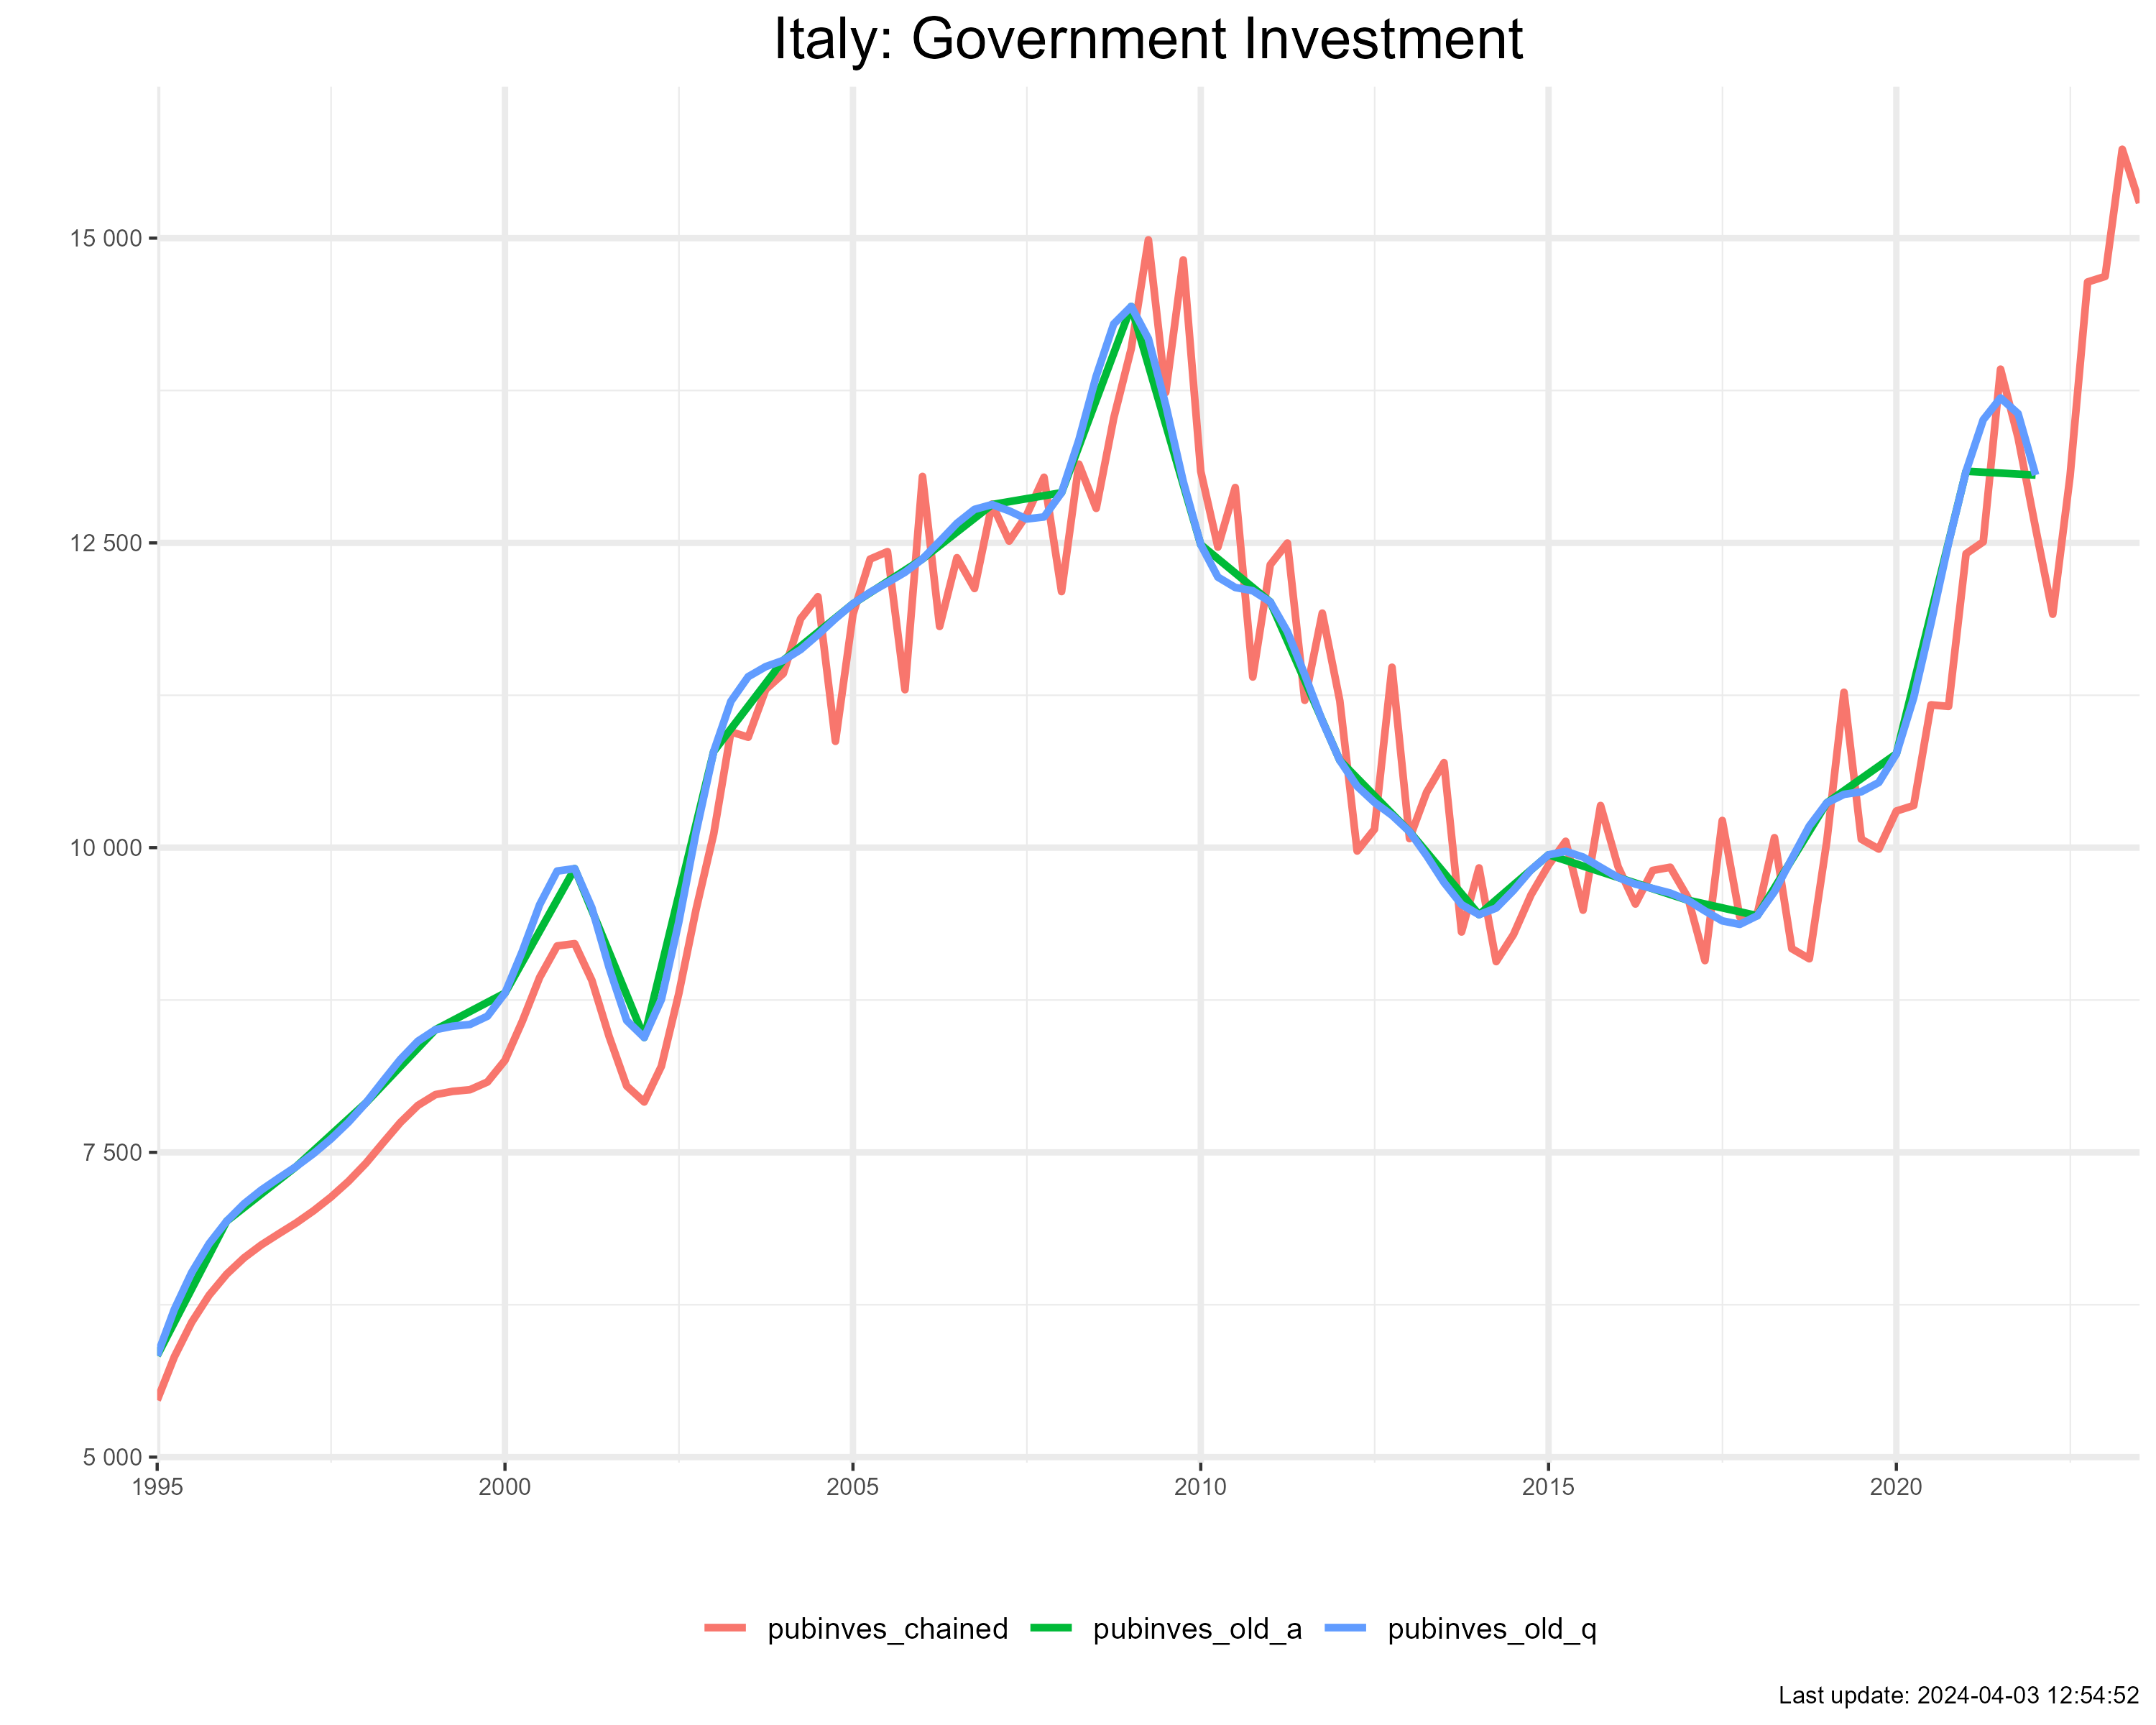 Italy: Government Investment
15 000
12 500
10 000
7 500
5 000
1995 2000 2005 2010 2015 2020
pubinves_chained pubinves_old_a pubinves_old_q
Last update: 2024-04-03 12:54:52